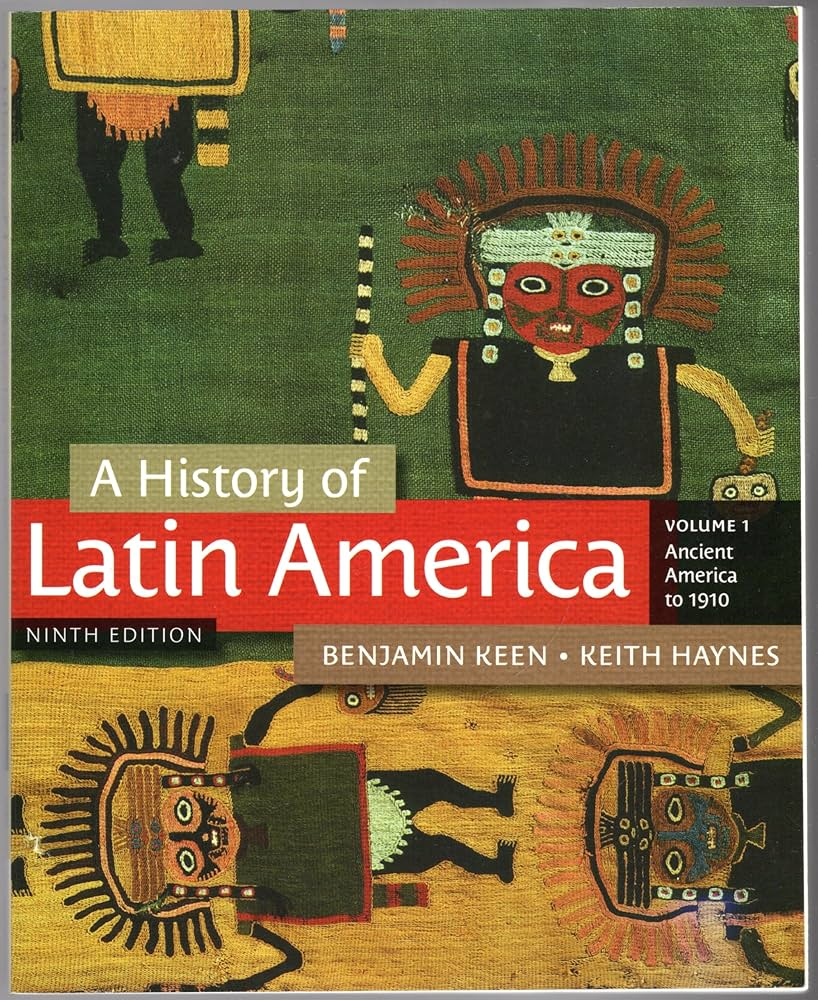 A History of
Latin America
VOLUME 1
Ancient
America
to 1910
NINTH EDITION
BENJAMIN KEEN • KEITH HAYNES